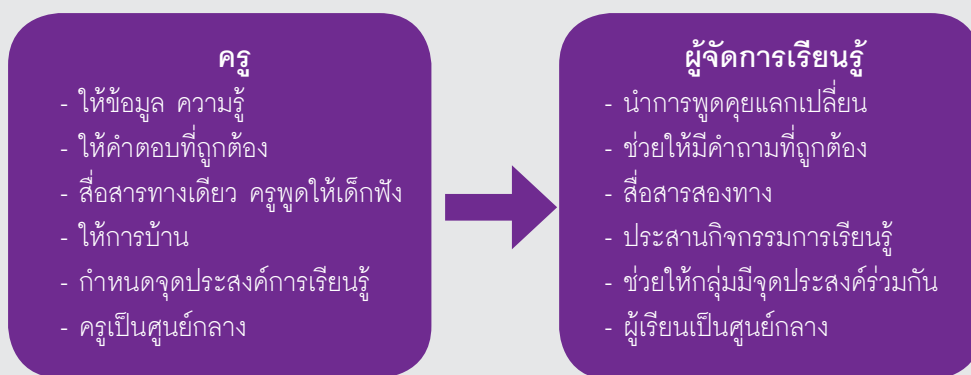 ครู
- ให้ข้อมูล ความรู้
- ให้คำตอบที่ถูกต้อง
- สื่อสารทางเดียว ครูพูดให้เด็กฟัง
- ให้การบ้าน
- กำหนดจุดประสงค์การเรียนรู้
- ครูเป็นศูนย์กลาง
ผู้จัดการเรียนรู้
- นำการพูดคุยแลกเปลี่ยน
- ช่วยให้มีคำถามที่ถูกต้อง
- สื่อสารสองทาง
- ประสานกิจกรรมการเรียนรู้
- ช่วยให้กลุ่มมีจุดประสงค์ร่วมกัน
- ผู้เรียนเป็นศูนย์กลาง